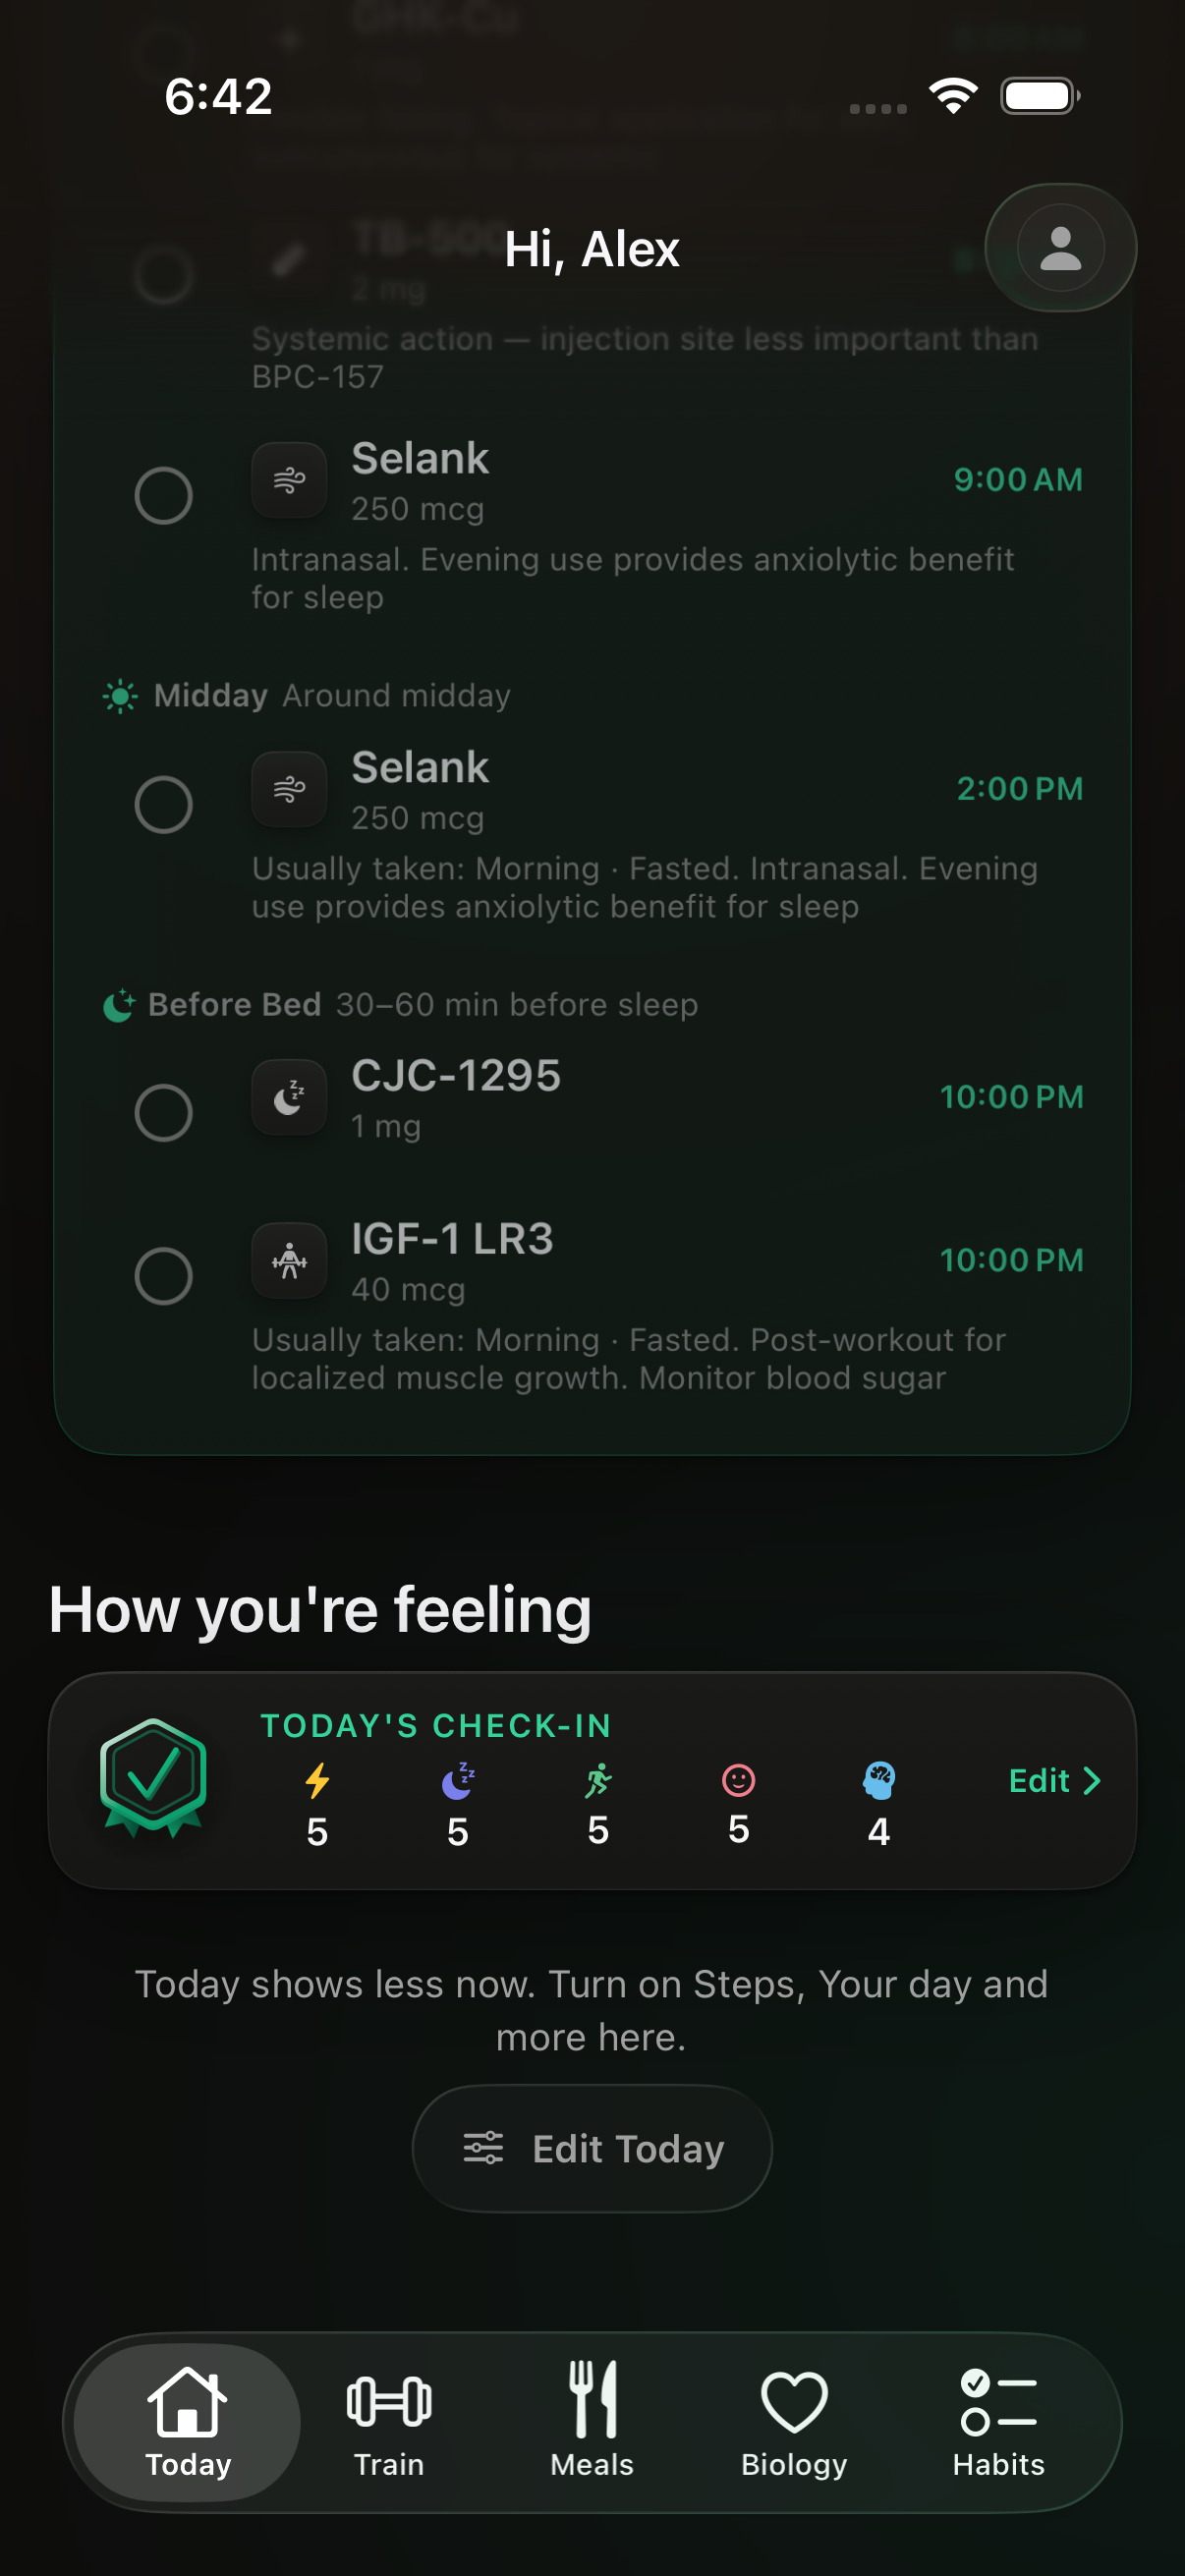 GHK-Cu
6:42
TB-500
Hi, Alex
2 mg
Systemic action — injection site less important than
BPC-157
Selank
9:00 AM
250 mcg
Intranasal. Evening use provides anxiolytic benefit
for sleep
Midday Around midday
Selank
2:00 PM
250 mcg
Usually taken: Morning · Fasted. Intranasal. Evening
use provides anxiolytic benefit for sleep
Before Bed 30–60 min before sleep
CJC-1295
10:00 PM
1 mg
IGF-1 LR3
10:00 PM
40 mcg
Usually taken: Morning · Fasted. Post-workout for
localized muscle growth. Monitor blood sugar
How you're feeling
TODAY'S CHECK-IN
5 5 5 5 4
Edit
Today shows less now. Turn on Steps, Your day and
more here.
Edit Today
Today Train Meals Biology Habits